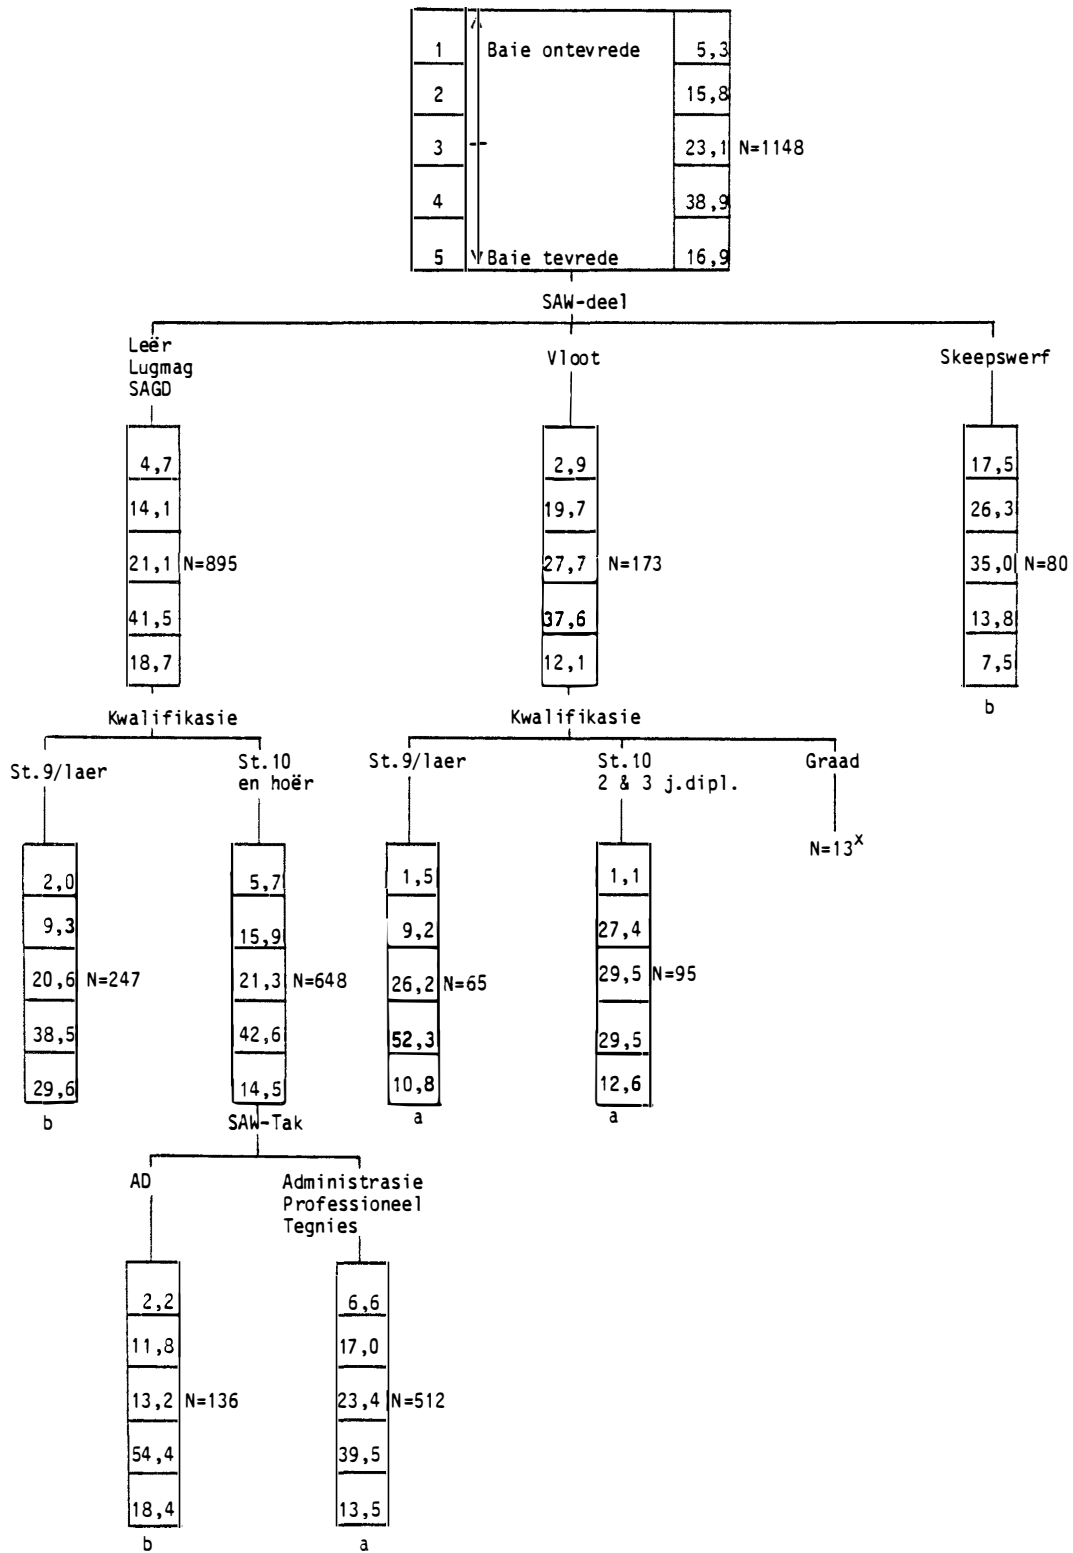 1 Baie ontevrede 5,3
2 15,8
3 23,1 N=1148
4 38,9
5 Baie tevrede 16,9
SAW-deel
Leër
Lugmag
SAGD
Vloot
Skeepswerf
4,7 2,9 17,5
14,1 19,7 26,3
21,1 N=895 27,7 N=173 35,0 N=80
41,5 37,6 13,8
18,7 12,1 7,5
b
Kwalifikasie Kwalifikasie
St.9/laer
St.10
en hoër
St.9/laer
St.10
2 & 3 j.dipl.
Graad
N=13x
2,0 5,7 1,5 1,1
9,3 15,9 9,2 27,4
20,6 N=247 21,3 N=648 26,2 N=65 29,5 N=95
38,5 42,6 52,3 29,5
29,6 14,5 10,8 12,6
b a a
SAW-Tak
AD
Administrasie
Professioneel
Tegnies
2,2 6,6
11,8 17,0
13,2 N=136 23,4 N=512
54,4 39,5
18,4 13,5
b a